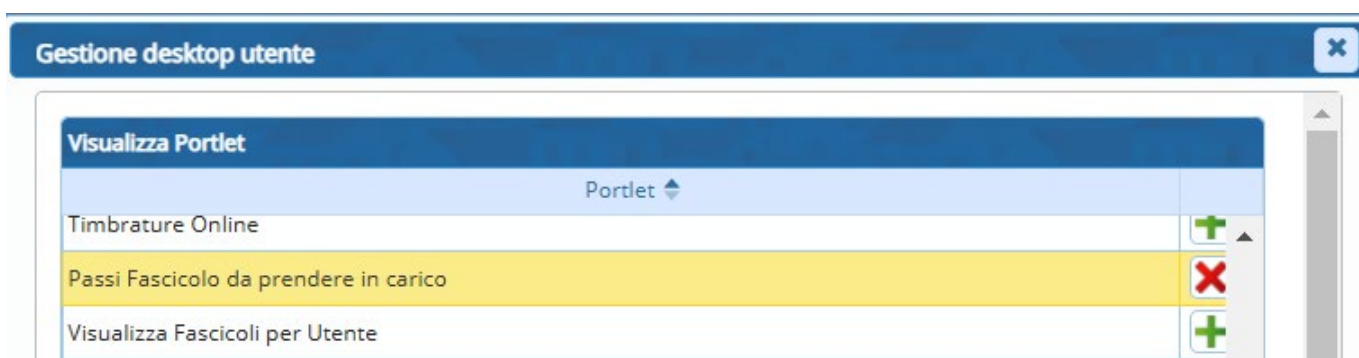 Gestione desktop utente
Visualizza Portlet
Portlet
Timbrature Online
Passi Fascicolo da prendere in carico
Visualizza Fascicoli per Utente